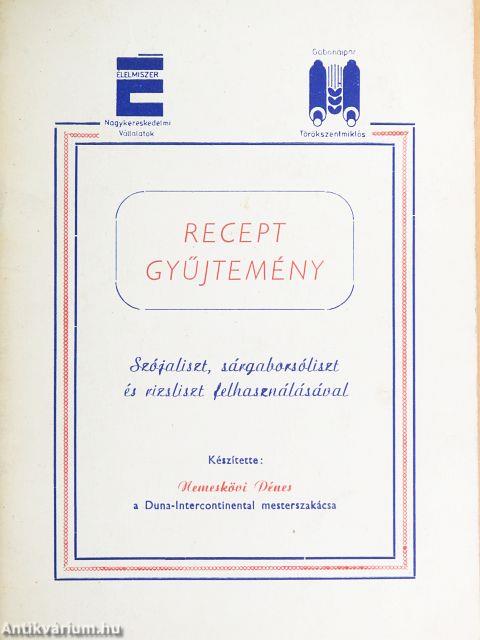 ÉLELMISZER
Nagykereskedelmi
Vállalatok
Gabonaipar
Törökszentmiklós
RECEPT
GYŰJTEMÉNY
Szójaliszt, sárgaborsóliszt
és rizsliszt felhasználásával
Készítette:
Nemeskövi Dénes
a Duna-Intercontinental mesterszakácsa
Antikvárium.hu